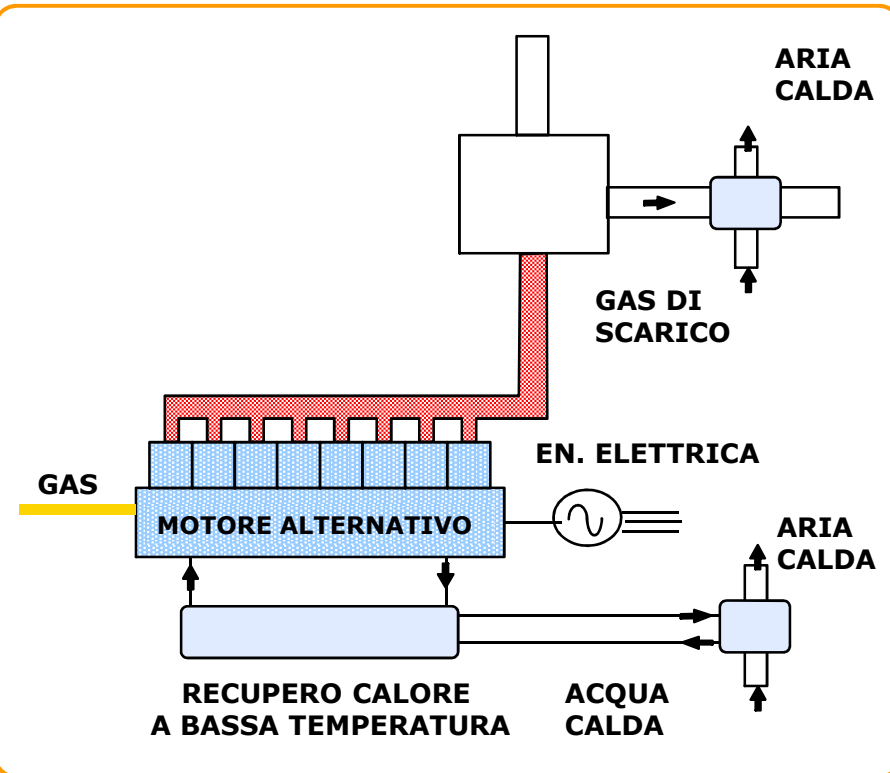 ARIA
CALDA
GAS DI
SCARICO
EN. ELETTRICA
GAS
MOTORE ALTERNATIVO
ARIA
CALDA
RECUPERO CALORE
A BASSA TEMPERATURA
ACQUA
CALDA